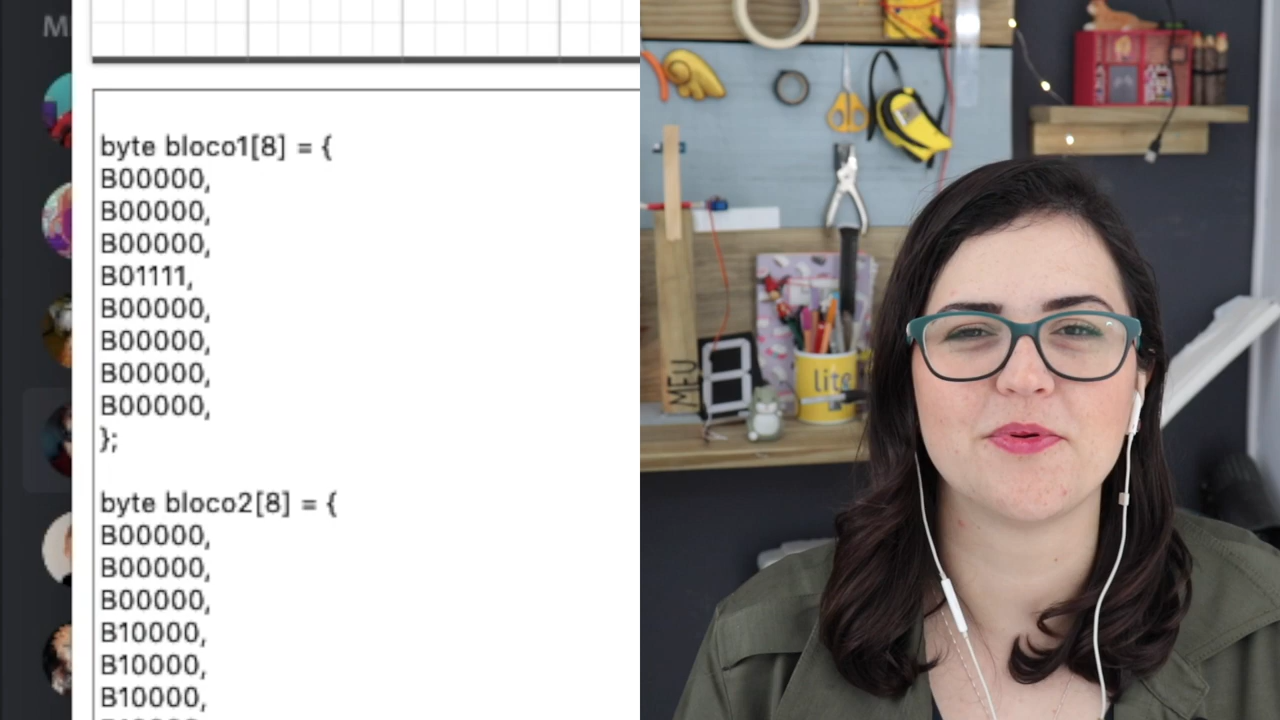 M
byte bloco1[8] = {
B00000,
B00000,
B00000,
B01111,
B00000,
B00000,
B00000,
B00000,
};
byte bloco2[8] = {
B00000,
B00000,
B00000,
B10000,
B10000,
B10000,
MEU
lite